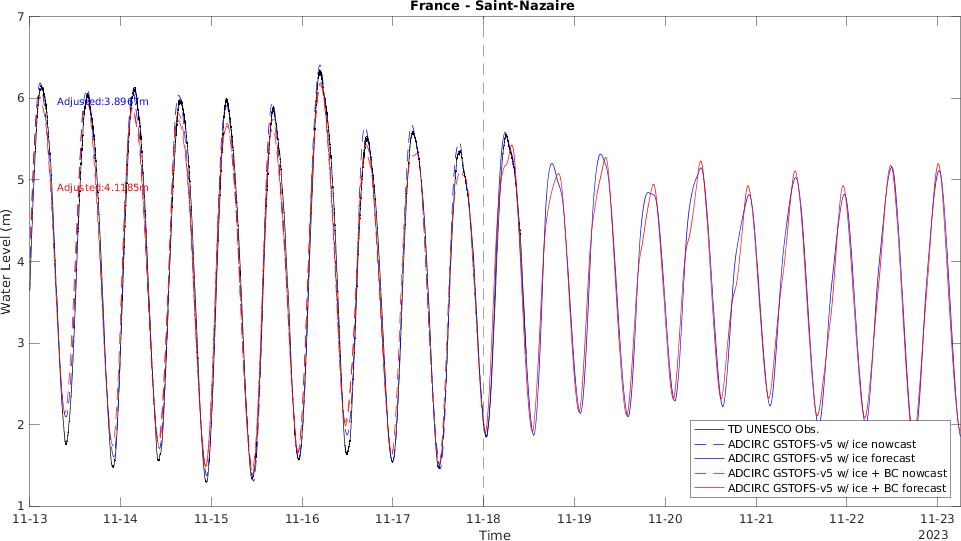 France - Saint-Nazaire
7
6
5
4
3
2
1
Water Level (m)
Adjusted:3.8967m
Adjusted:4.1185m
TD UNESCO Obs.
ADCIRC GSTOFS-v5 w/ ice nowcast
ADCIRC GSTOFS-v5 w/ ice forecast
ADCIRC GSTOFS-v5 w/ ice + BC nowcast
ADCIRC GSTOFS-v5 w/ ice + BC forecast
11-13 11-14 11-15 11-16 11-17 11-18 11-19 11-20 11-21 11-22 11-23
Time
2023